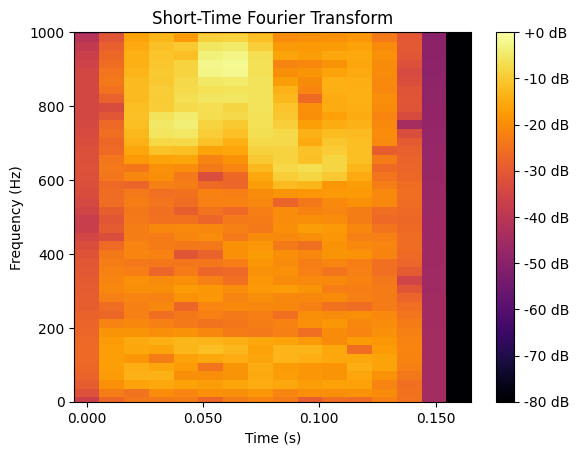 Short-Time Fourier Transform
1000
800
600
400
200
0
Frequency (Hz)
0.000
0.050
0.100
0.150
Time (s)
+0 dB
-10 dB
-20 dB
-30 dB
-40 dB
-50 dB
-60 dB
-70 dB
-80 dB